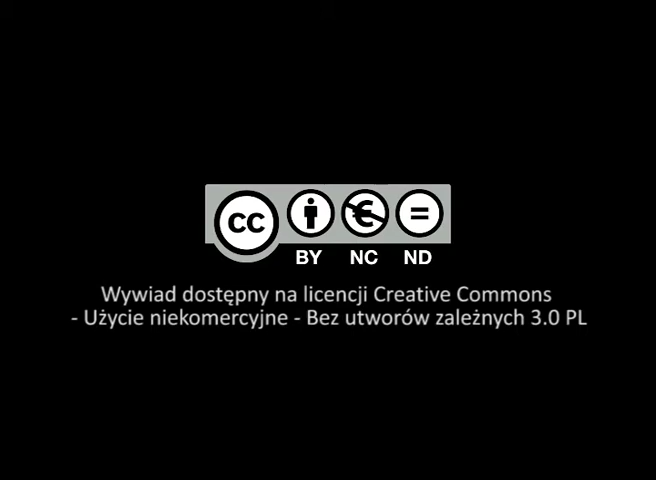 cc
BY NC ND
Wywiad dostępny na licencji Creative Commons
- Użycie niekomercyjne - Bez utworów zależnych 3.0 PL